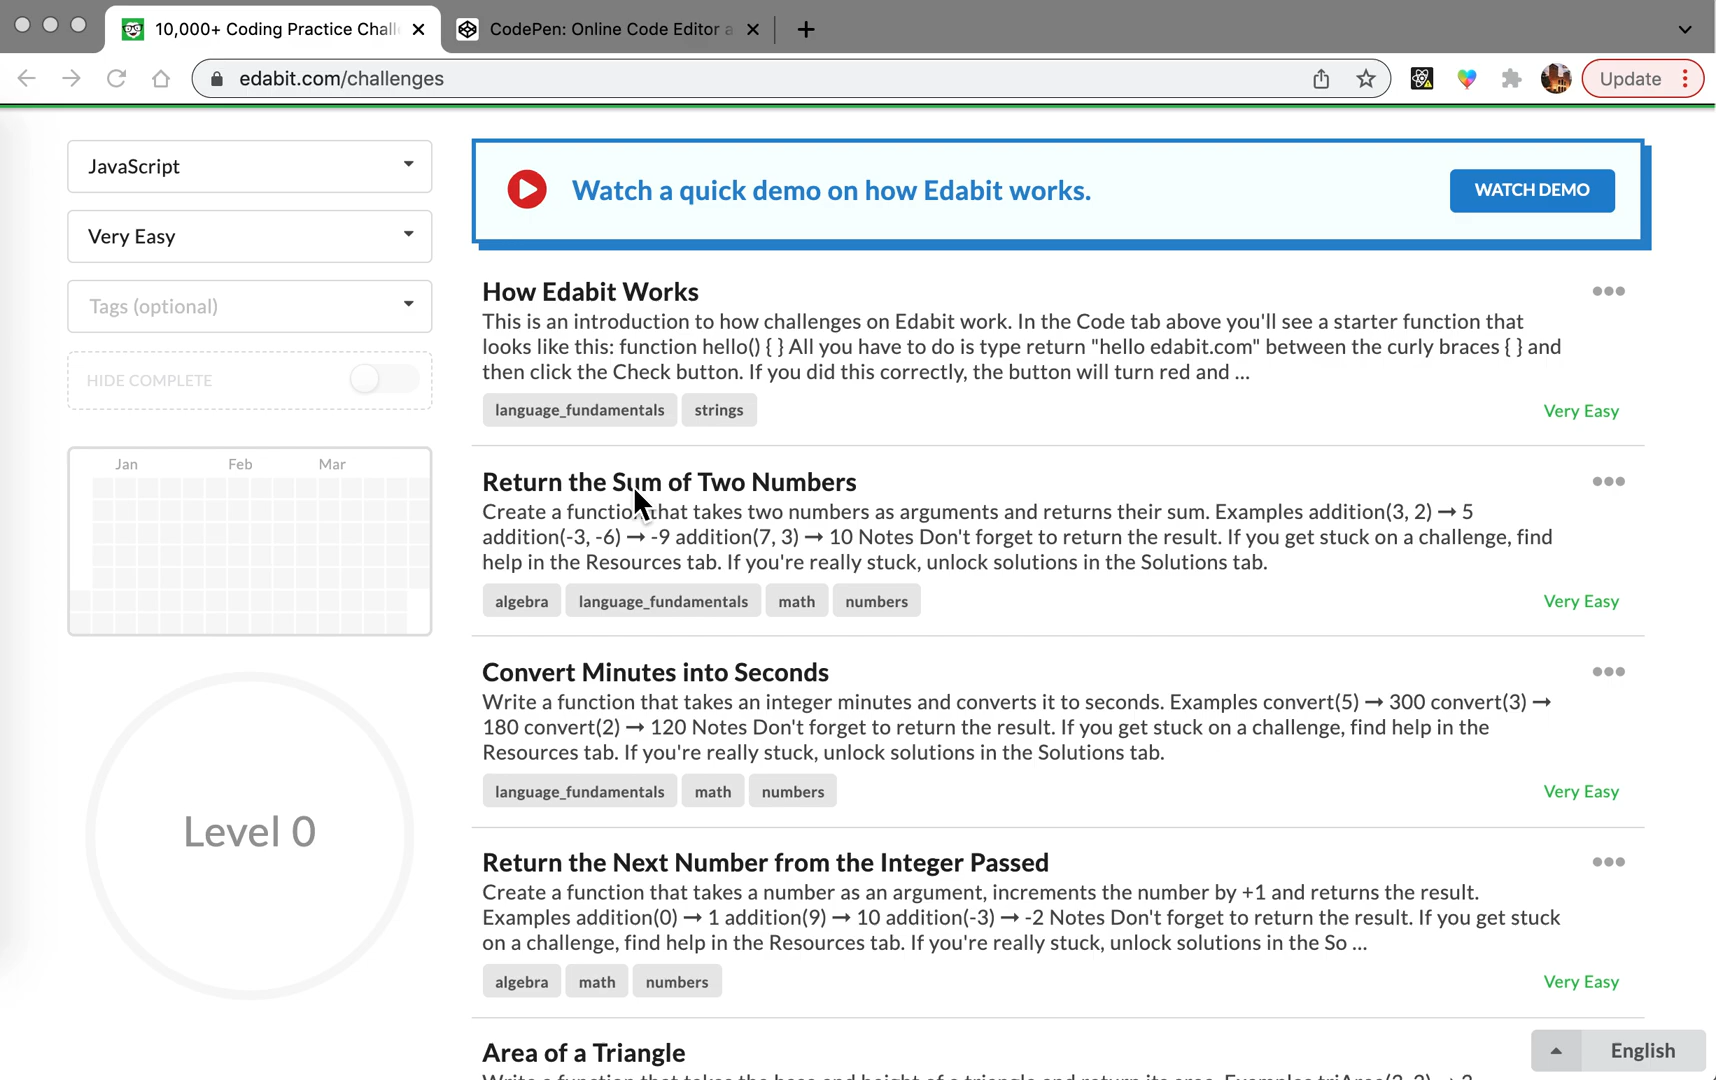 10,000+ Coding Practice Chall
CodePen: Online Code Editor a
edabit.com/challenges
Update
JavaScript
Very Easy
Tags (optional)
HIDE COMPLETE
Jan Feb Mar
Level 0
Watch a quick demo on how Edabit works.
WATCH DEMO
How Edabit Works
This is an introduction to how challenges on Edabit work. In the Code tab above you'll see a starter function that
looks like this: function hello() { } All you have to do is type return "hello edabit.com" between the curly braces { } and
then click the Check button. If you did this correctly, the button will turn red and ...
language_fundamentals strings
Very Easy
Return the Sum of Two Numbers
Create a function that takes two numbers as arguments and returns their sum. Examples addition(3, 2) ➞ 5
addition(-3, -6) ➞ -9 addition(7, 3) ➞ 10 Notes Don't forget to return the result. If you get stuck on a challenge, find
help in the Resources tab. If you're really stuck, unlock solutions in the Solutions tab.
algebra language_fundamentals math numbers
Very Easy
Convert Minutes into Seconds
Write a function that takes an integer minutes and converts it to seconds. Examples convert(5) ➞ 300 convert(3) ➞
180 convert(2) ➞ 120 Notes Don't forget to return the result. If you get stuck on a challenge, find help in the
Resources tab. If you're really stuck, unlock solutions in the Solutions tab.
language_fundamentals math numbers
Very Easy
Return the Next Number from the Integer Passed
Create a function that takes a number as an argument, increments the number by +1 and returns the result.
Examples addition(0) ➞ 1 addition(9) ➞ 10 addition(-3) ➞ -2 Notes Don't forget to return the result. If you get stuck
on a challenge, find help in the Resources tab. If you're really stuck, unlock solutions in the So ...
algebra math numbers
Very Easy
Area of a Triangle
English